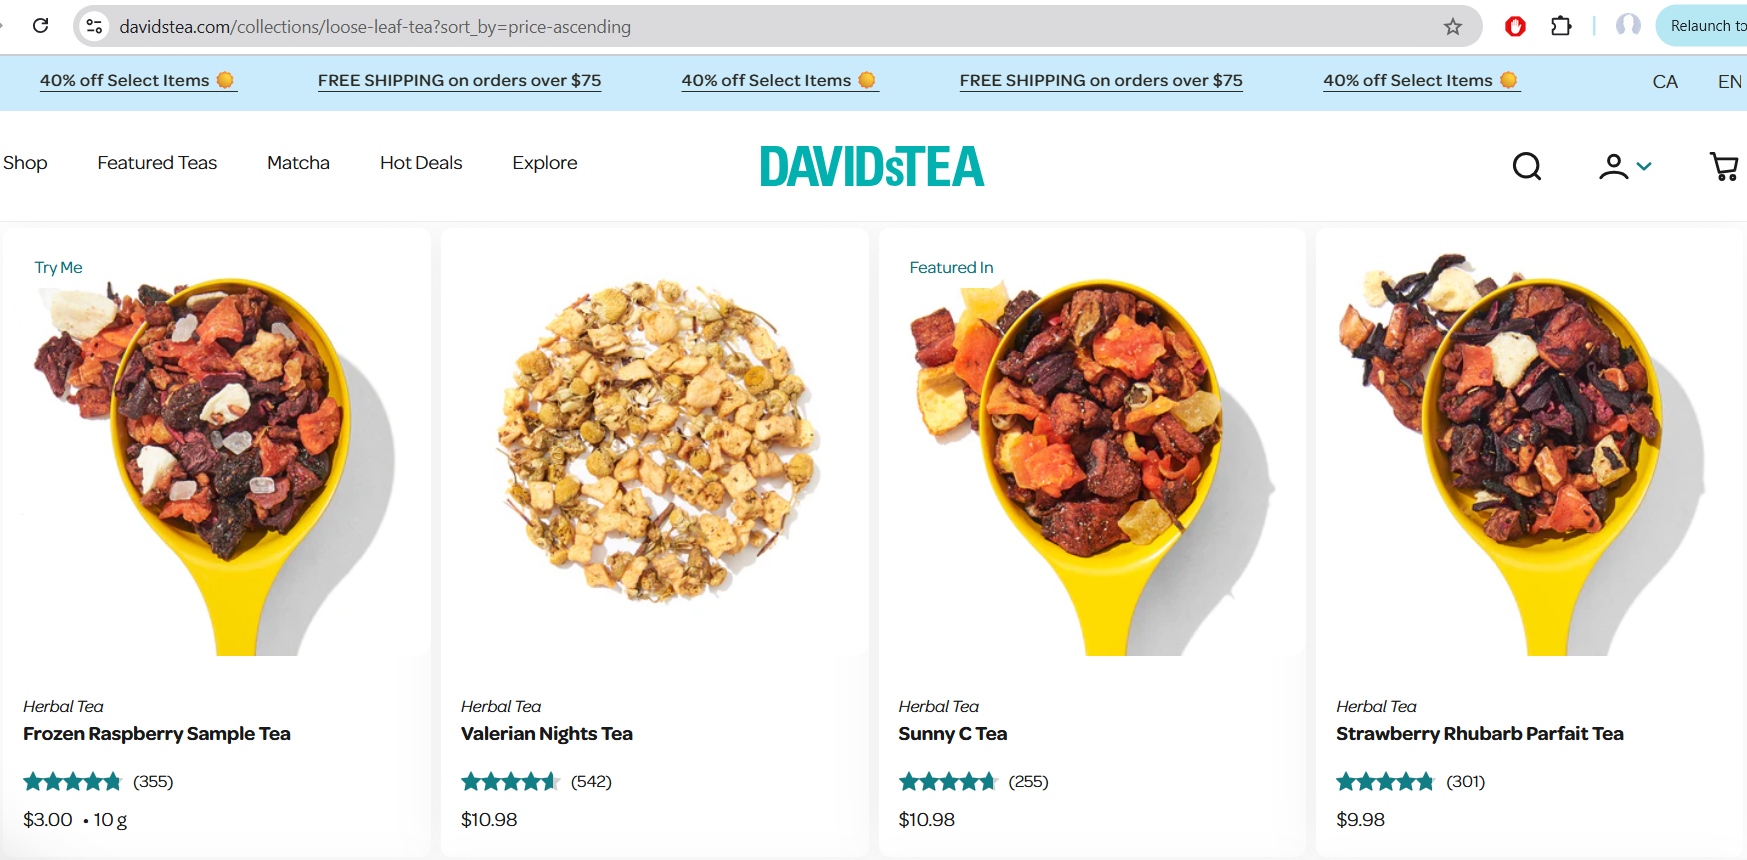 davidstea.com/collections/loose-leaf-tea?sort_by=price-ascending
Relaunch to
40% off Select Items
FREE SHIPPING on orders over $75
40% off Select Items
FREE SHIPPING on orders over $75
40% off Select Items
CA
EN
Shop
Featured Teas
Matcha
Hot Deals
Explore
DAVIDsTEA
Try Me
Featured In
Herbal Tea
Frozen Raspberry Sample Tea
(355)
$3.00 • 10 g
Herbal Tea
Valerian Nights Tea
(542)
$10.98
Herbal Tea
Sunny C Tea
(255)
$10.98
Herbal Tea
Strawberry Rhubarb Parfait Tea
(301)
$9.98